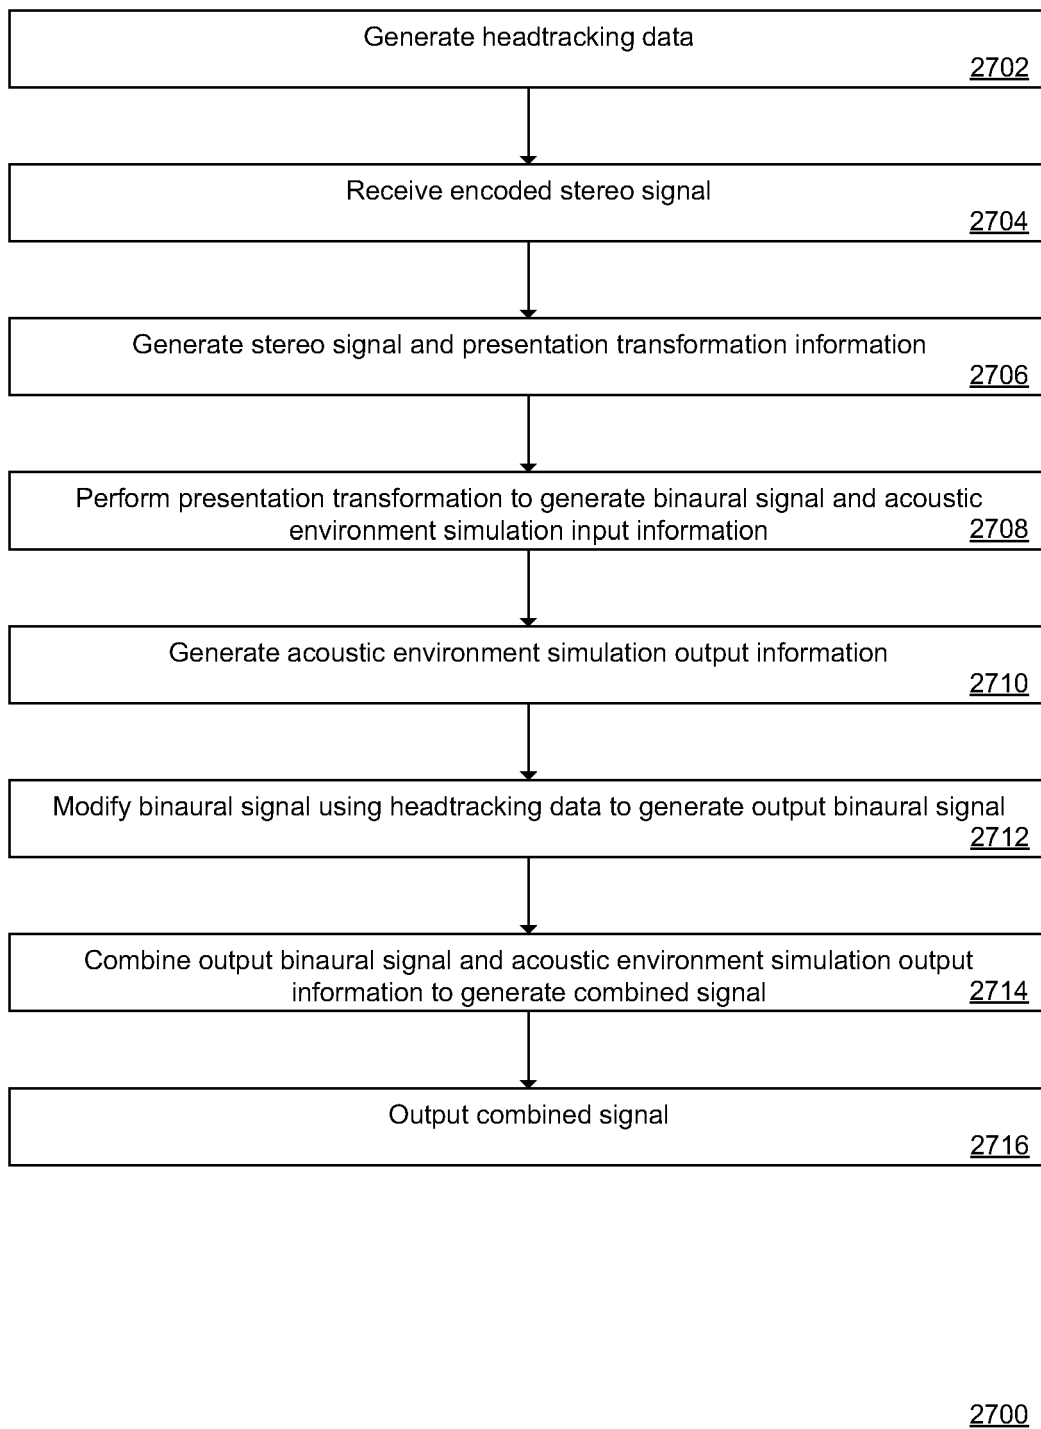 Generate headtracking data
2702
Receive encoded stereo signal
2704
Generate stereo signal and presentation transformation information
2706
Perform presentation transformation to generate binaural signal and acoustic
environment simulation input information
2708
Generate acoustic environment simulation output information
2710
Modify binaural signal using headtracking data to generate output binaural signal
2712
Combine output binaural signal and acoustic environment simulation output
information to generate combined signal
2714
Output combined signal
2716
2700